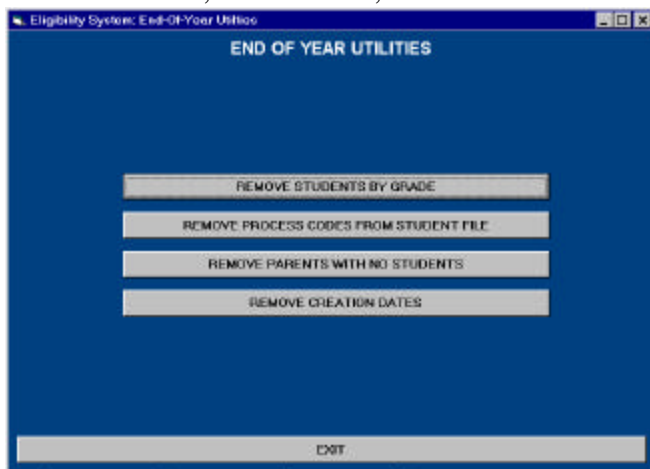 Eligibility System: End-Of-Year Utilities
END OF YEAR UTILITIES
REMOVE STUDENTS BY GRADE
REMOVE PROCESS CODES FROM STUDENT FILE
REMOVE PARENTS WITH NO STUDENTS
REMOVE CREATION DATES
EXIT